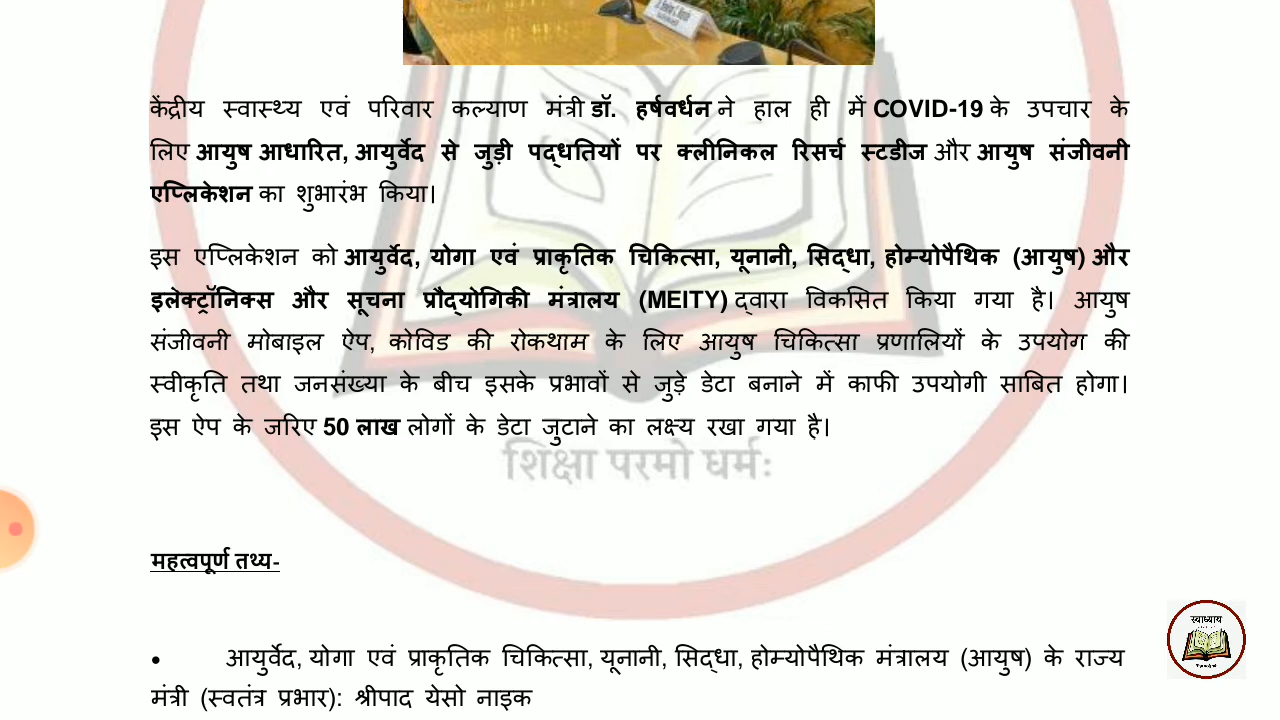 केंद्रीय स्वास्थ्य एवं परिवार कल्याण मंत्री डॉ. हर्षवर्धन ने हाल ही में COVID-19 के उपचार के
लिए आयुष आधारित, आयुर्वेद से जुड़ी पद्धतियों पर क्लीनिकल रिसर्च स्टडीज और आयुष संजीवनी
एप्लिकेशन का शुभारंभ किया।
इस एप्लिकेशन को आयुर्वेद, योगा एवं प्राकृतिक चिकित्सा, यूनानी, सिद्धा, होम्योपैथिक (आयुष) और
इलेक्ट्रॉनिक्स और सूचना प्रौद्योगिकी मंत्रालय (MEITY) द्वारा विकसित किया गया है। आयुष
संजीवनी मोबाइल ऐप, कोविड की रोकथाम के लिए आयुष चिकित्सा प्रणालियों के उपयोग की
स्वीकृति तथा जनसंख्या के बीच इसके प्रभावों से जुड़े डेटा बनाने में काफी उपयोगी साबित होगा।
इस ऐप के जरिए 50 लाख लोगों के डेटा जुटाने का लक्ष्य रखा गया है।
शिक्षा परमो धर्मः
महत्वपूर्ण तथ्य-
• आयुर्वेद, योगा एवं प्राकृतिक चिकित्सा, यूनानी, सिद्धा, होम्योपैथिक मंत्रालय (आयुष) के राज्य
मंत्री (स्वतंत्र प्रभार): श्रीपाद येसो नाइक
स्वाध्याय